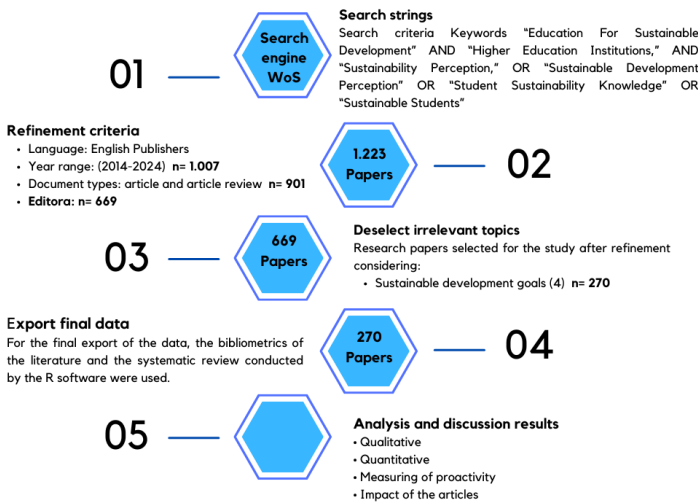 01
Search
engine
WoS
Search strings
Search criteria Keywords “Education For Sustainable
Development” AND “Higher Education Institutions,” AND
“Sustainability Perception,” OR “Sustainable Development
Perception” OR “Student Sustainability Knowledge” OR
“Sustainable Students”
Refinement criteria
• Language: English Publishers
• Year range: (2014-2024) n= 1.007
• Document types: article and article review n= 901
• Editora: n= 669
1.223
Papers
02
03
669
Papers
Deselect irrelevant topics
Research papers selected for the study after refinement
considering:
• Sustainable development goals (4) n= 270
Export final data
For the final export of the data, the bibliometrics of
the literature and the systematic review conducted
by the R software were used.
270
Papers
04
05
Analysis and discussion results
• Qualitative
• Quantitative
• Measuring of proactivity
• Impact of the articles